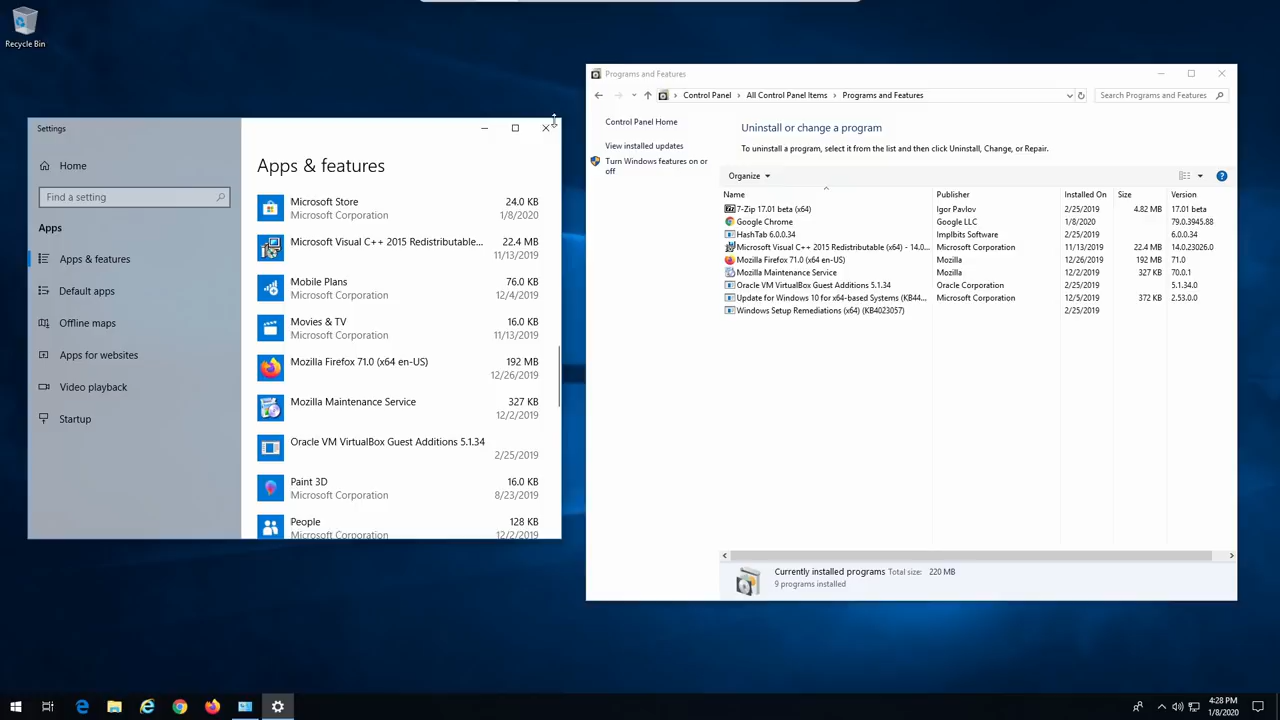 Recycle Bin
Settings
Home
Find a setting
Apps
Apps & features
Default apps
Offline maps
Apps for websites
Video playback
Startup
Apps & features
Microsoft Store 24.0 KB
Microsoft Corporation 1/8/2020
Microsoft Visual C++ 2015 Redistributable... 22.4 MB
11/13/2019
Mobile Plans 76.0 KB
Microsoft Corporation 12/4/2019
Movies & TV 16.0 KB
Microsoft Corporation 11/13/2019
Mozilla Firefox 71.0 (x64 en-US) 192 MB
12/26/2019
Mozilla Maintenance Service 327 KB
12/2/2019
Oracle VM VirtualBox Guest Additions 5.1.34
2/25/2019
Paint 3D 16.0 KB
Microsoft Corporation 8/23/2019
People 128 KB
Microsoft Corporation 12/2/2019
Programs and Features
Control Panel > All Control Panel Items > Programs and Features
Search Programs and Features
Control Panel Home
View installed updates
Turn Windows features on or
off
Uninstall or change a program
To uninstall a program, select it from the list and then click Uninstall, Change, or Repair.
Organize
Name Publisher Installed On Size Version
7-Zip 17.01 beta (x64) Igor Pavlov 2/25/2019 4.82 MB 17.01 beta
Google Chrome Google LLC 1/8/2020 79.0.3945.88
HashTab 6.0.0.34 Implbits Software 2/25/2019 6.0.0.34
Microsoft Visual C++ 2015 Redistributable (x64) - 14.0... Microsoft Corporation 11/13/2019 22.4 MB 14.0.23026.0
Mozilla Firefox 71.0 (x64 en-US) Mozilla 12/26/2019 192 MB 71.0
Mozilla Maintenance Service Mozilla 12/2/2019 327 KB 70.0.1
Oracle VM VirtualBox Guest Additions 5.1.34 Oracle Corporation 2/25/2019 5.1.34.0
Update for Windows 10 for x64-based Systems (KB44... Microsoft Corporation 12/5/2019 372 KB 2.53.0.0
Windows Setup Remediations (x64) (KB4023057) 2/25/2019
Currently installed programs Total size: 220 MB
9 programs installed
4:28 PM
1/8/2020